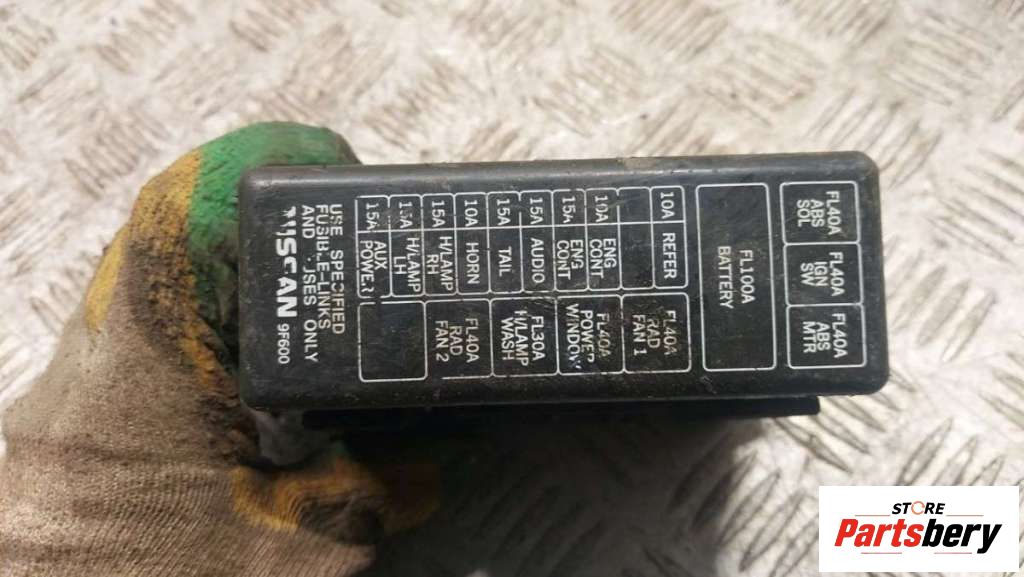 FL40A
ABS
SOL
FL40A
IGN
SW
FL40A
ABS
MTR
FL100A
BATTERY
10A REFER
FL40A
RAD
FAN 1
10A ENG
CONT
15A ENG
CONT
FL40A
POWER
WINDOW
15A AUDIO
15A TAIL
FL30A
H/LAMP
WASH
10A HORN
15A H/LAMP
RH
FL40A
RAD
FAN 2
15A H/LAMP
LH
15A AUX
POWER
USE SPECIFIED
FUSIBLE-LINKS
AND FUSES ONLY
NISSAN 9F600
STORE
Partsbery